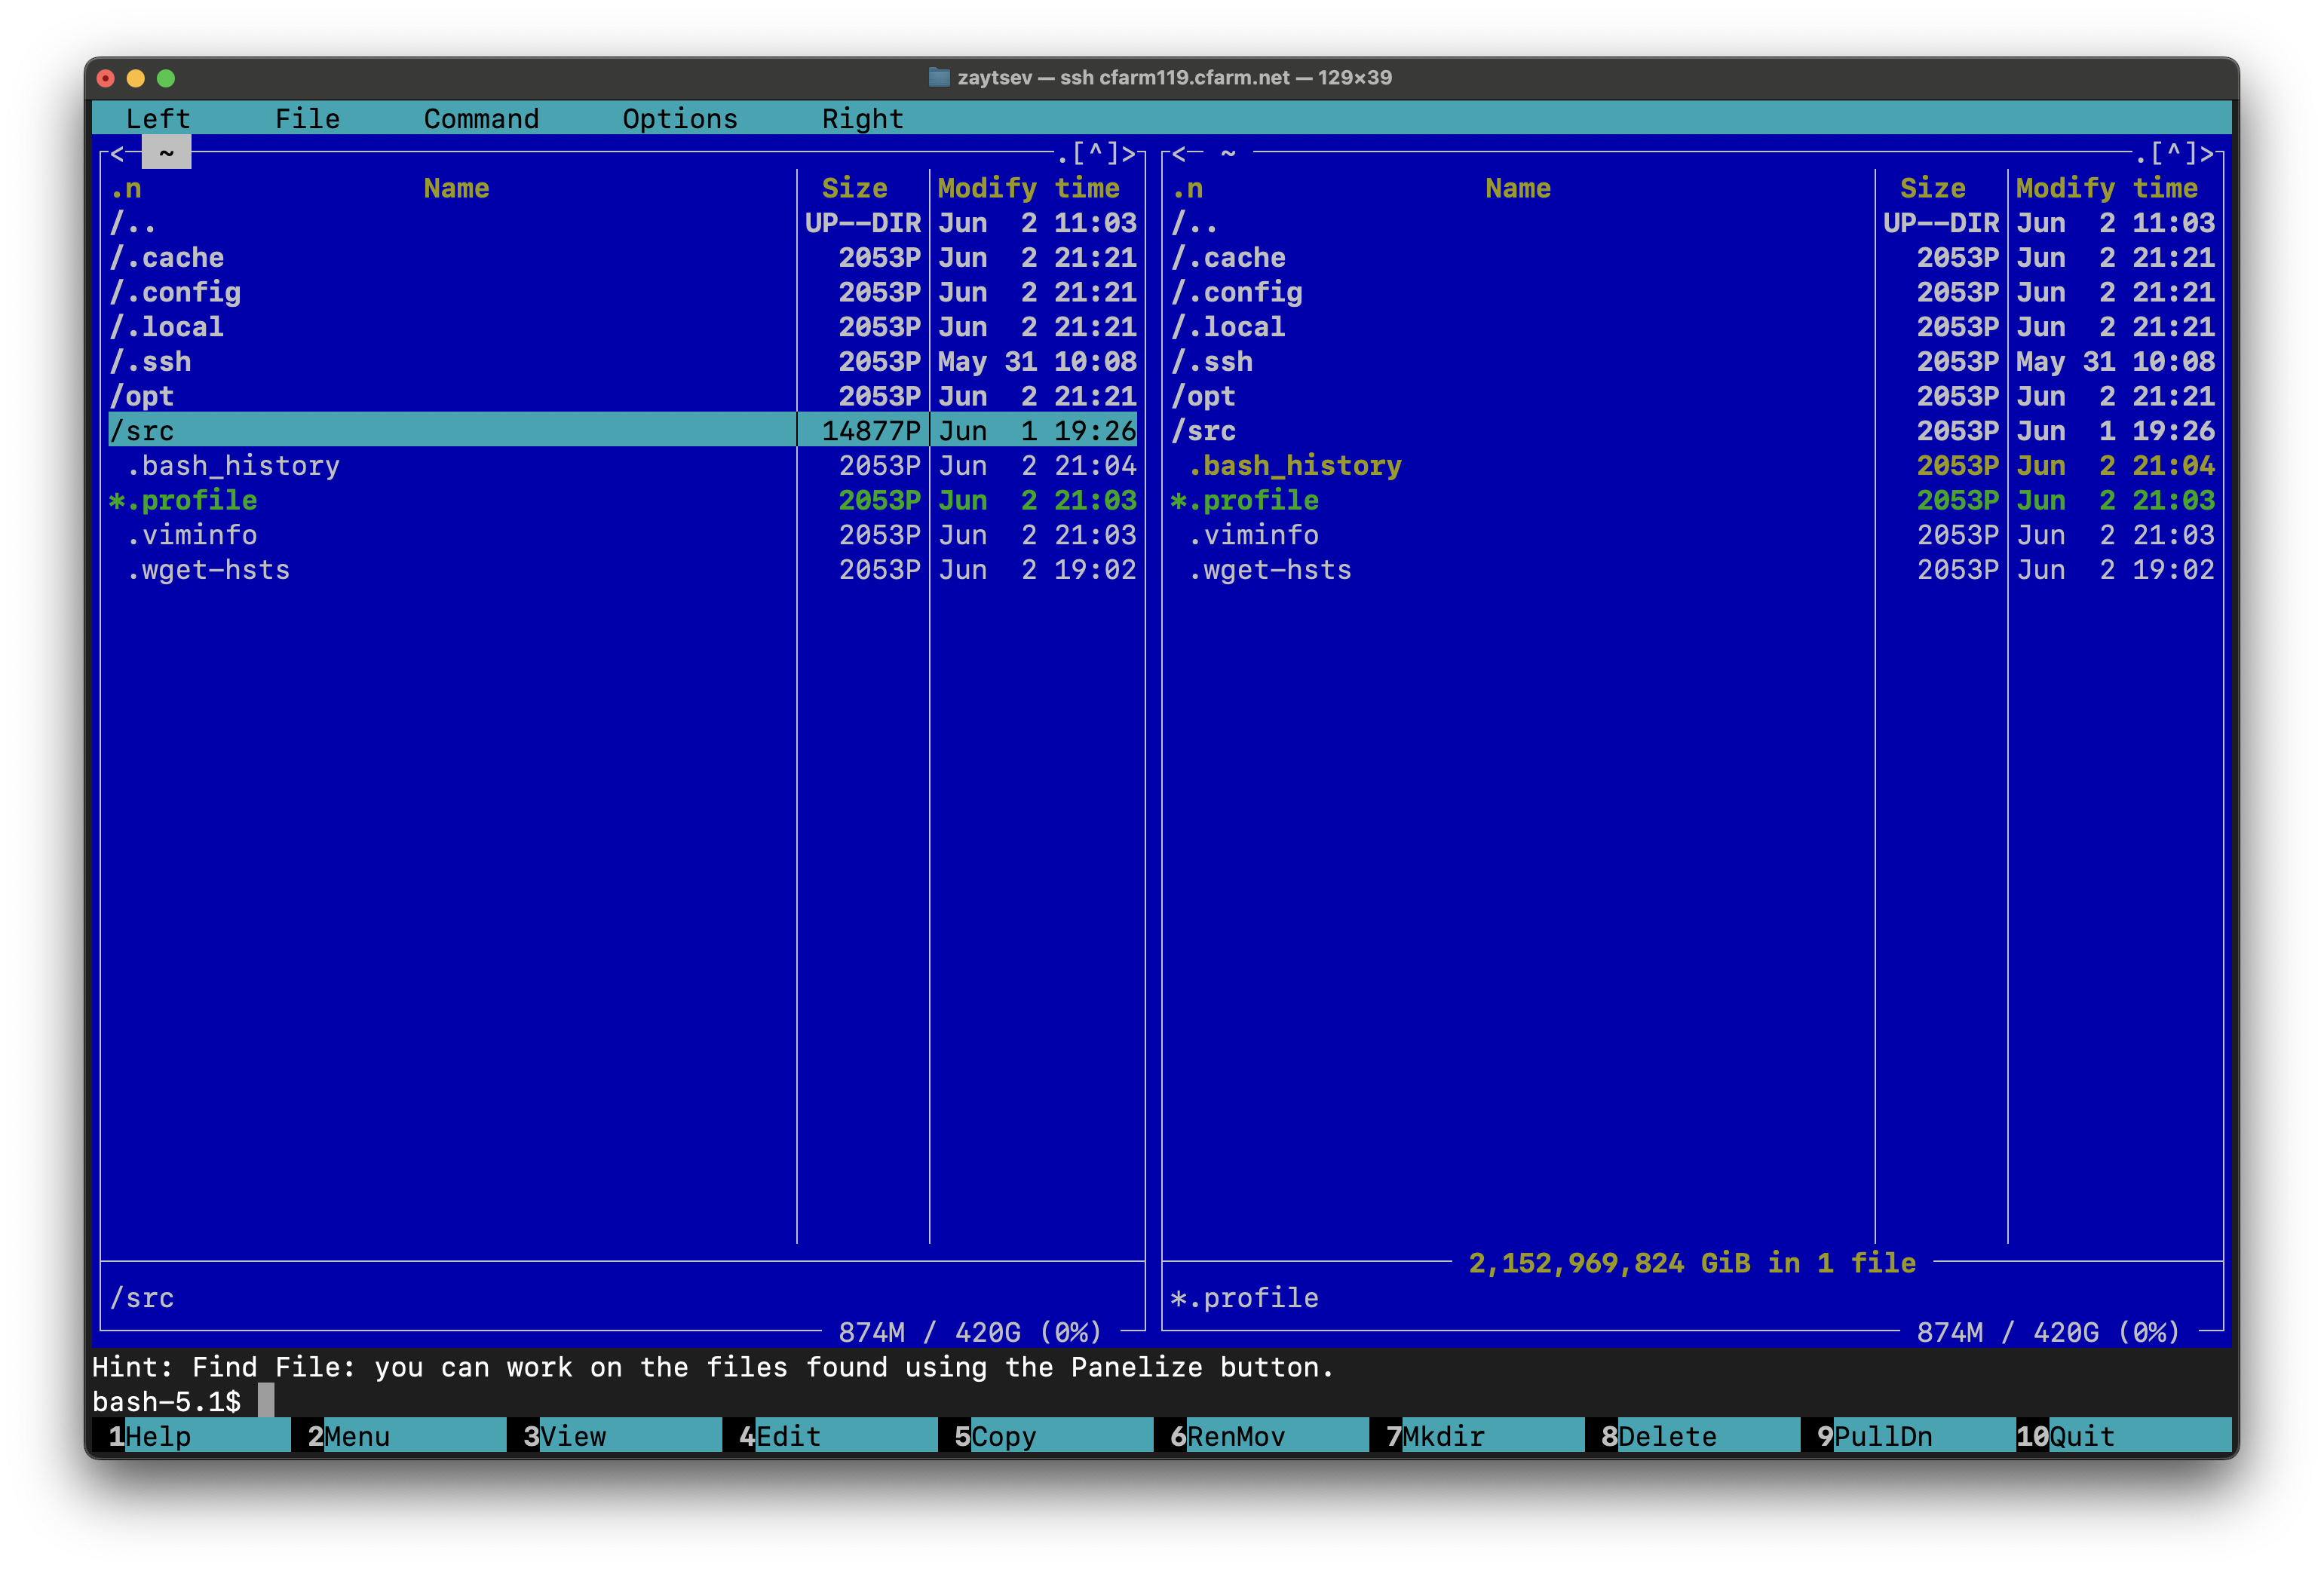 zaytsev — ssh cfarm119.cfarm.net — 129×39
Left File Command Options Right
<─ ~ .[^]> <─ ~ .[^]>
.n Name Size Modify time .n Name Size Modify time
/.. UP--DIR Jun 2 11:03 /.. UP--DIR Jun 2 11:03
/.cache 2053P Jun 2 21:21 /.cache 2053P Jun 2 21:21
/.config 2053P Jun 2 21:21 /.config 2053P Jun 2 21:21
/.local 2053P Jun 2 21:21 /.local 2053P Jun 2 21:21
/.ssh 2053P May 31 10:08 /.ssh 2053P May 31 10:08
/opt 2053P Jun 2 21:21 /opt 2053P Jun 2 21:21
/src 14877P Jun 1 19:26 /src 2053P Jun 1 19:26
.bash_history 2053P Jun 2 21:04 .bash_history 2053P Jun 2 21:04
*.profile 2053P Jun 2 21:03 *.profile 2053P Jun 2 21:03
.viminfo 2053P Jun 2 21:03 .viminfo 2053P Jun 2 21:03
.wget-hsts 2053P Jun 2 19:02 .wget-hsts 2053P Jun 2 19:02
2,152,969,824 GiB in 1 file
/src *.profile
874M / 420G (0%) 874M / 420G (0%)
Hint: Find File: you can work on the files found using the Panelize button.
bash-5.1$
1Help 2Menu 3View 4Edit 5Copy 6RenMov 7Mkdir 8Delete 9PullDn 10Quit